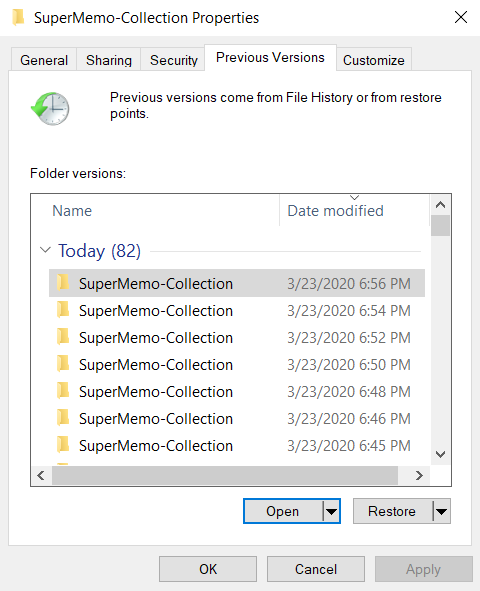 SuperMemo-Collection Properties
General Sharing Security Previous Versions Customize
Previous versions come from File History or from restore
points.
Folder versions:
Name Date modified
Today (82)
SuperMemo-Collection 3/23/2020 6:56 PM
SuperMemo-Collection 3/23/2020 6:54 PM
SuperMemo-Collection 3/23/2020 6:52 PM
SuperMemo-Collection 3/23/2020 6:50 PM
SuperMemo-Collection 3/23/2020 6:48 PM
SuperMemo-Collection 3/23/2020 6:46 PM
SuperMemo-Collection 3/23/2020 6:45 PM
Open Restore
OK Cancel Apply